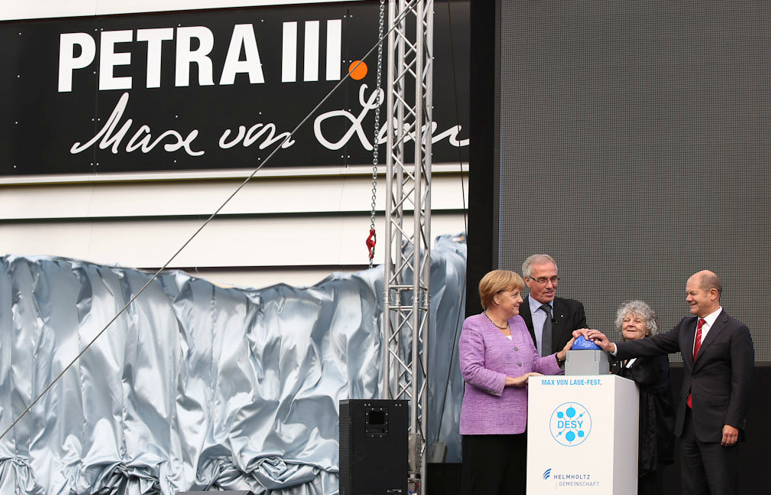 PETRA III.
Max von
MAX VON LAUE-FEST.
DESY
HELMHOLTZ
GEMEINSCHAFT